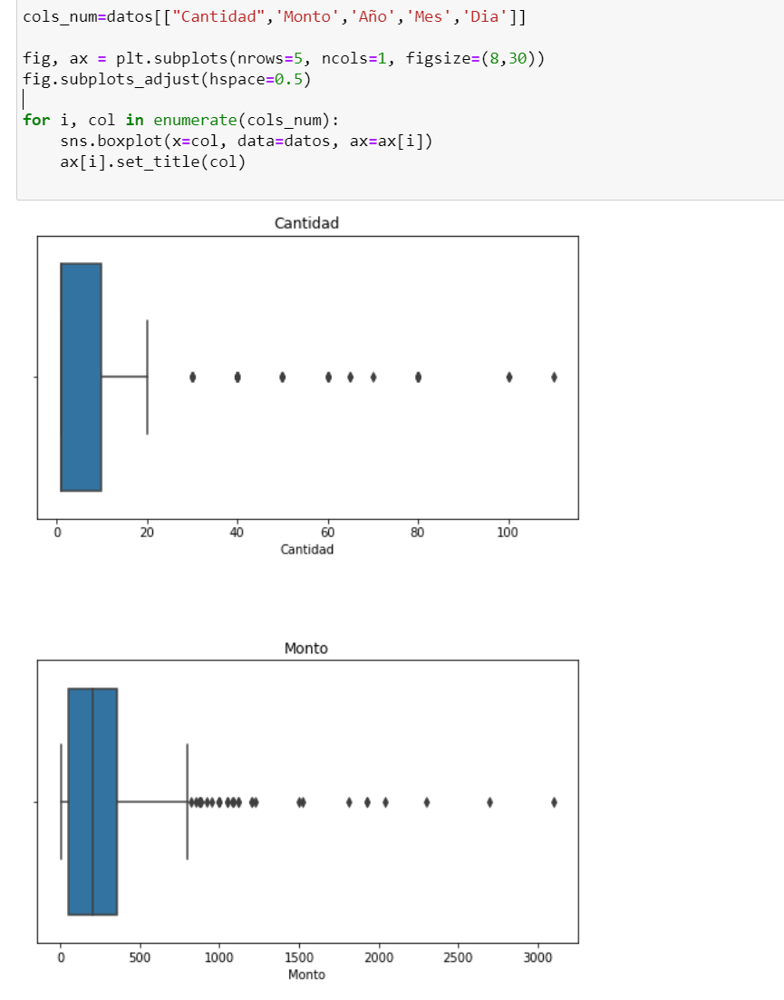 cols_num=datos[["Cantidad",'Monto','Año','Mes','Dia']]
fig, ax = plt.subplots(nrows=5, ncols=1, figsize=(8,30))
fig.subplots_adjust(hspace=0.5)
for i, col in enumerate(cols_num):
    sns.boxplot(x=col, data=datos, ax=ax[i])
    ax[i].set_title(col)
Cantidad
0 20 40 60 80 100
Cantidad
Monto
0 500 1000 1500 2000 2500 3000
Monto